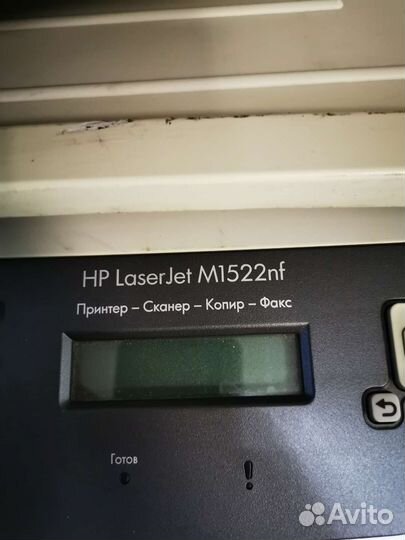 HP LaserJet M1522nf
Принтер – Сканер – Копир – Факс
Готов
!
Avito